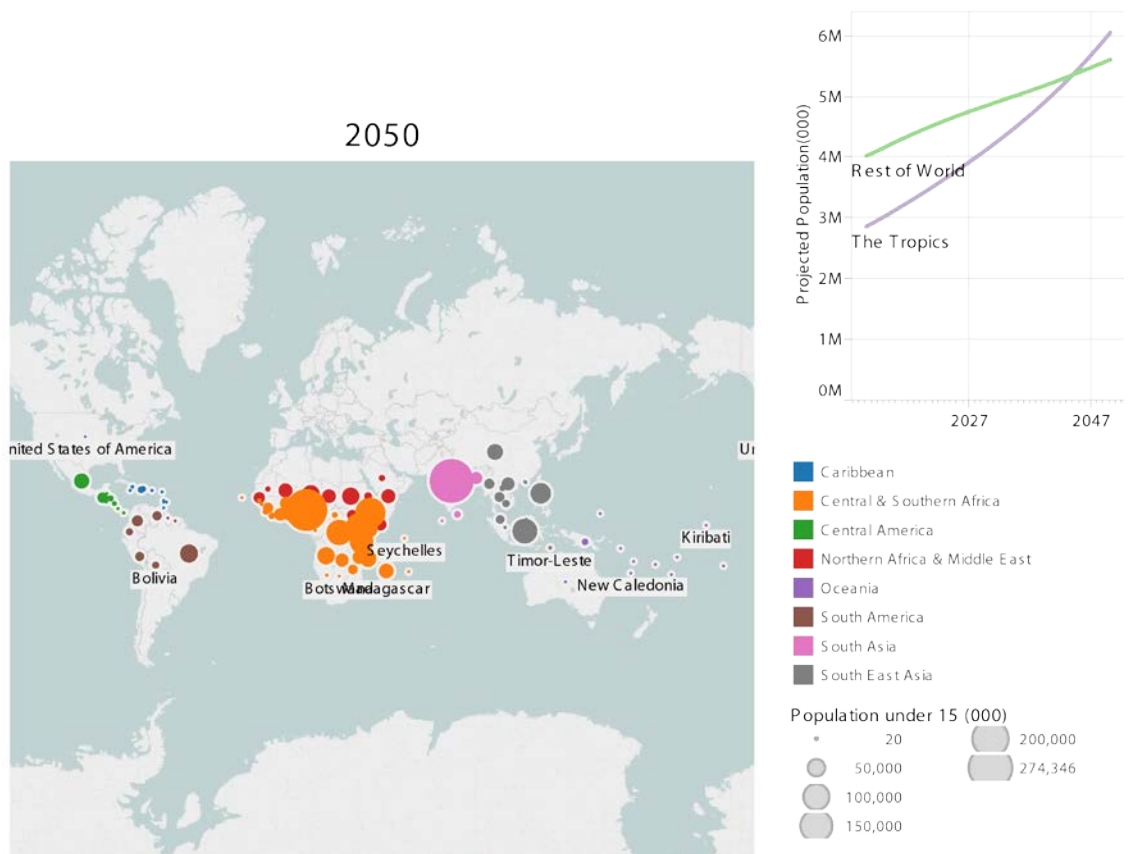 2050
nited States of America
Ur
Kiribati
Seychelles
Timor-Leste
Bolivia
Madagascar
New Caledonia
6M
5M
4M
3M
2M
1M
0M
Projected Population(000)
Rest of World
The Tropics
2027
2047
Caribbean
Central & Southern Africa
Central America
Northern Africa & Middle East
Oceania
South America
South Asia
South East Asia
Population under 15 (000)
20
50,000
100,000
150,000
200,000
274,346